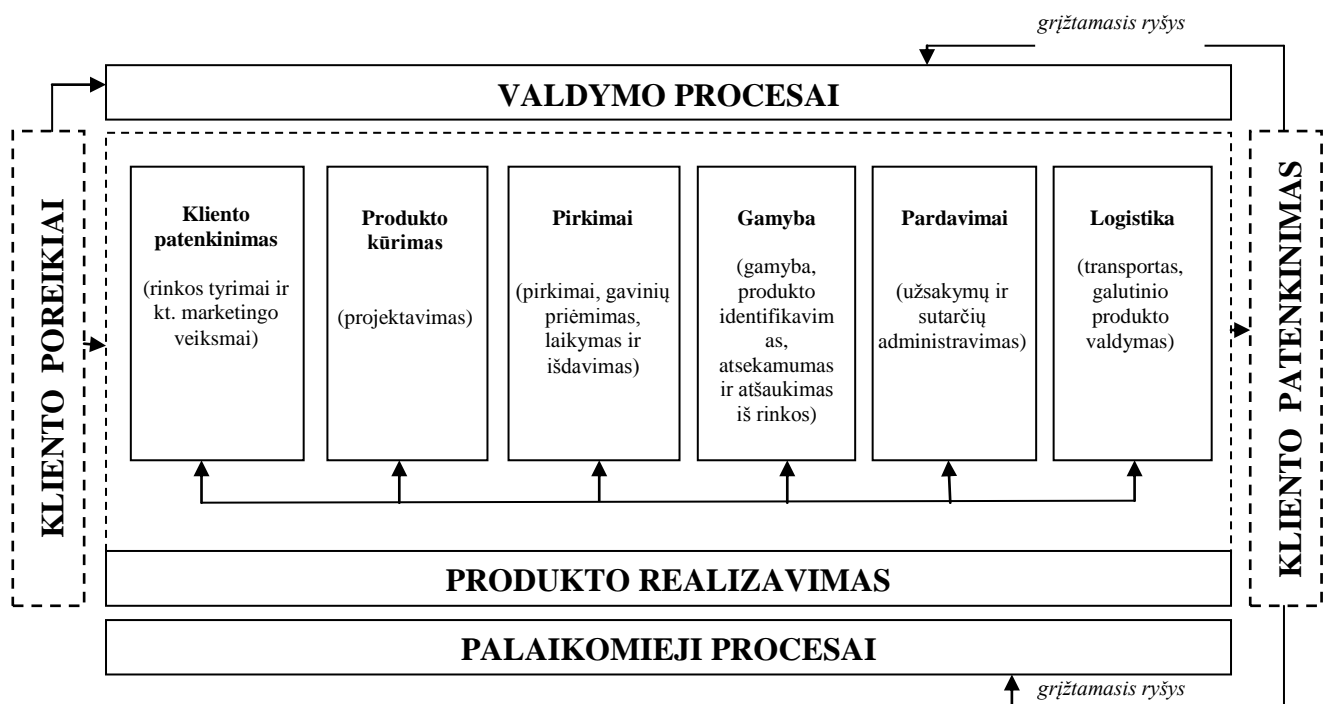 grįžtamasis ryšys
VALDYMO PROCESAI
KLIENTO POREIKIAI
Kliento
patenkinimas
(rinkos tyrimai ir
kt. marketingo
veiksmai)
Produkto
kūrimas
(projektavimas)
Pirkimai
(pirkimai, gavinių
priėmimas,
laikymas ir
išdavimas)
Gamyba
(gamyba,
produkto
identifikavim
as,
atsekamumas
ir atšaukimas
iš rinkos)
Pardavimai
(užsakymų ir
sutarčių
administravimas)
Logistika
(transportas,
galutinio
produkto
valdymas)
KLIENTO PATENKINIMAS
PRODUKTO REALIZAVIMAS
PALAIKOMIEJI PROCESAI
grįžtamasis ryšys